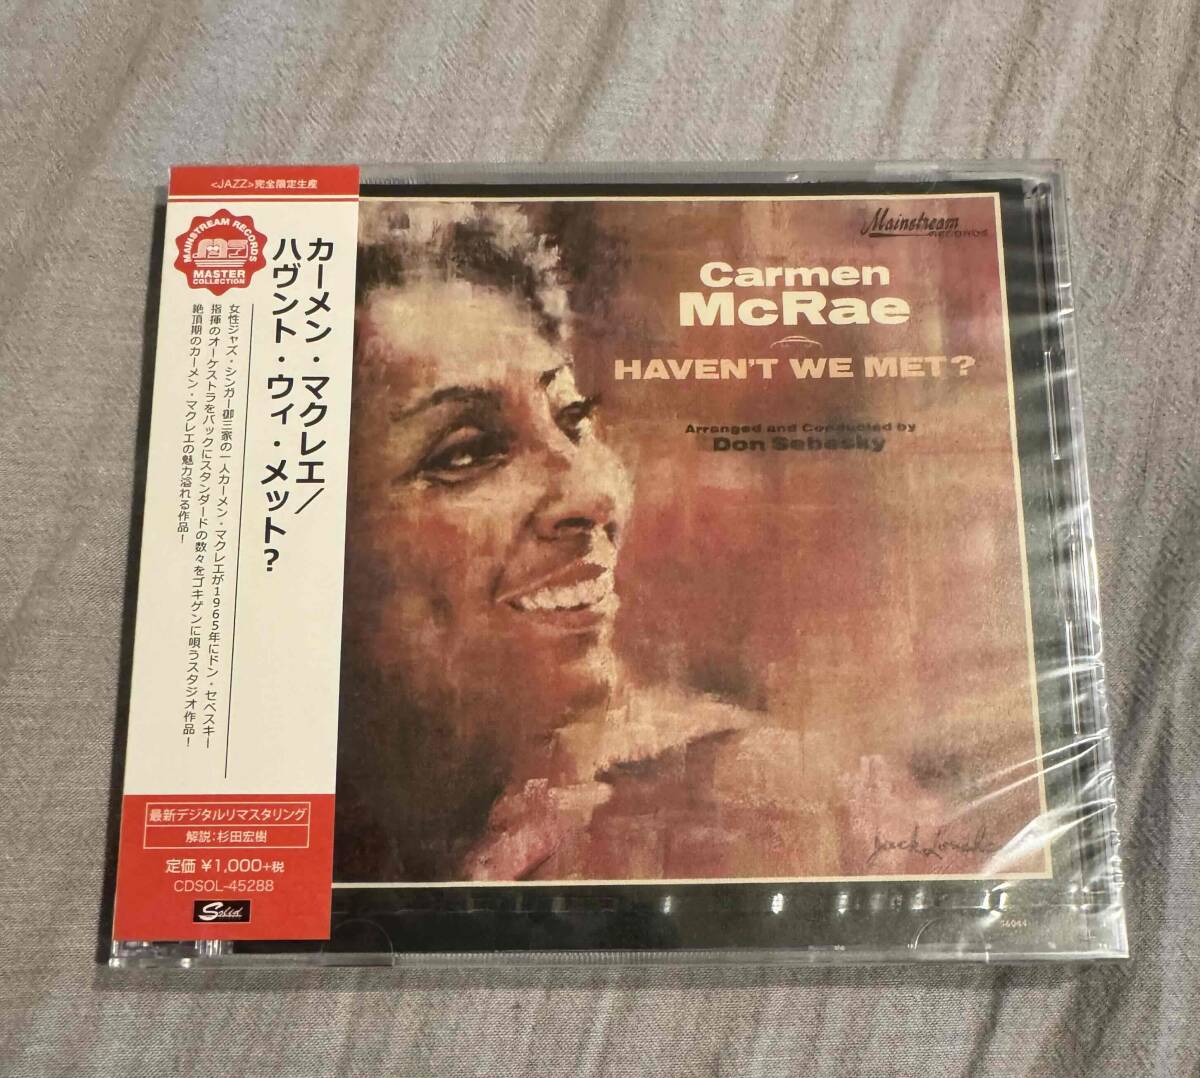 <JAZZ>完全限定生産
MAINSTREAM RECORDS
MASTER
COLLECTION
カーメン・マクレエ／
ハヴント・ウィ・メット?
女性ジャズ・シンガー御三家の一人カーメン・マクレエが1965年にドン・セベスキー
指揮のオーケストラをバックにスタンダードの数々をゴキゲンに唄うスタジオ作品！
絶頂期のカーメン・マクレエの魅力溢れる作品！
最新デジタルリマスタリング
解説：杉田宏樹
定価 ¥1,000+税
CDSOL-45288
Solid
Mainstream
RECORDS
Carmen
McRae
HAVEN'T WE MET?
Arranged and Conducted by
Don Sebesky
56044